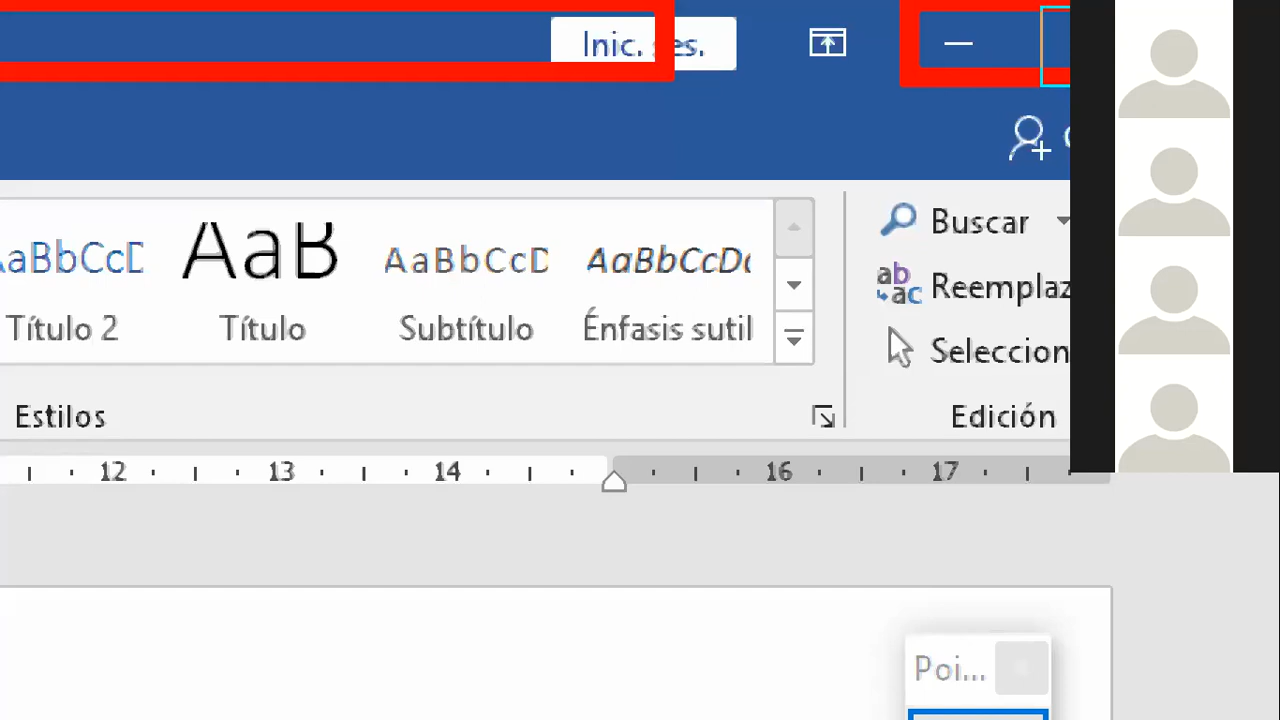 Inic. ses.
AaBbCcD AaB AaBbCcD AaBbCcDc
Título 2 Título Subtítulo Énfasis sutil
Buscar
Reemplaz
Seleccion
Estilos
Edición
12 13 14 16 17
Poi...